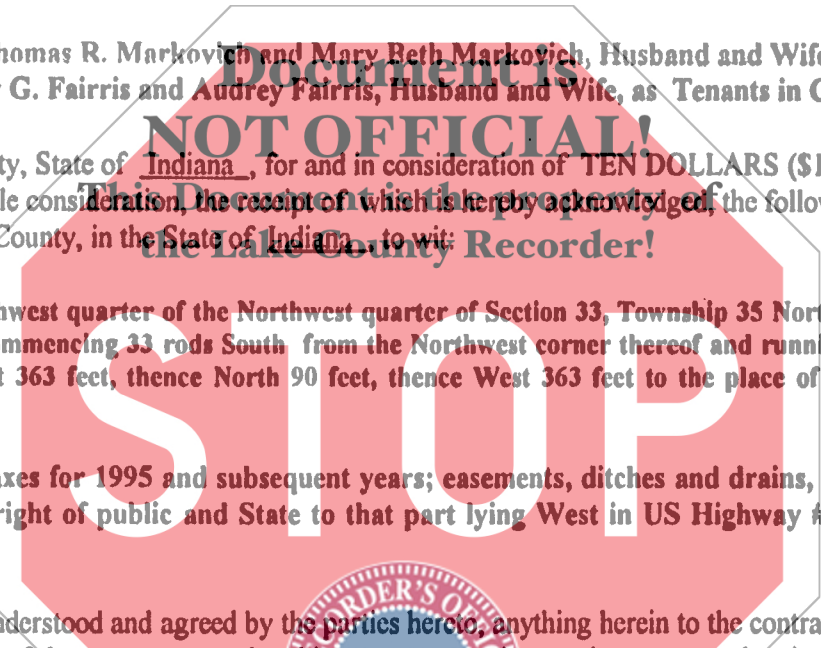 homas R. Markovich and Mary Beth Markovich, Husband and Wife
Document is
G. Fairris and Audrey Fairris, Husband and Wife, as Tenants in C
NOT OFFICIAL!
ty, State of Indiana, for and in consideration of TEN DOLLARS ($1
This Document is the property of
le consideration, the receipt of which is hereby acknowledged, the follow
the Lake County Recorder!
County, in the State of Indiana, to wit:
hwest quarter of the Northwest quarter of Section 33, Township 35 Nort
mmencing 33 rods South from the Northwest corner thereof and runni
t 363 feet, thence North 90 feet, thence West 363 feet to the place of
STOP
axes for 1995 and subsequent years; easements, ditches and drains,
right of public and State to that part lying West in US Highway #
RECORDER'S OF
nderstood and agreed by the parties hereto, anything herein to the contra